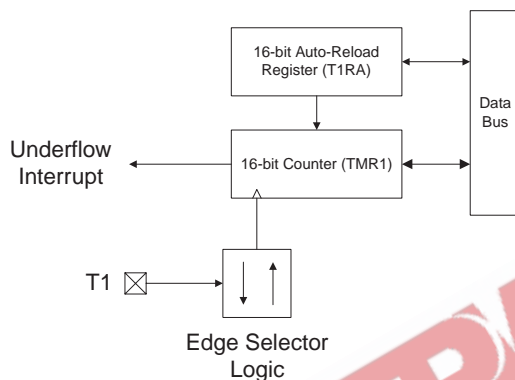 16-bit Auto-Reload
Register (T1RA)
Data
Bus
Underflow
Interrupt
16-bit Counter (TMR1)
T1
Edge Selector
Logic